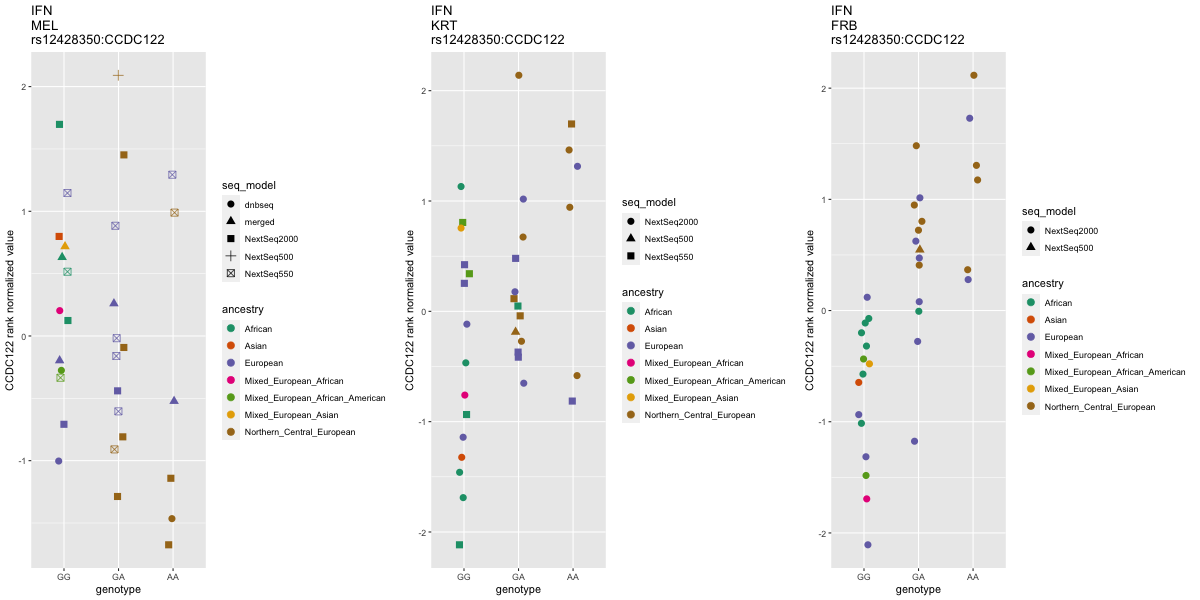 IFN
MEL
rs12428350:CCDC122
CCDC122 rank normalized value
2
1
0
-1
GG
GA
AA
genotype
seq_model
dnbseq
merged
NextSeq2000
NextSeq500
NextSeq550
ancestry
African
Asian
European
Mixed_European_African
Mixed_European_African_American
Mixed_European_Asian
Northern_Central_European
IFN
KRT
rs12428350:CCDC122
CCDC122 rank normalized value
2
1
0
-1
-2
GG
GA
AA
genotype
seq_model
NextSeq2000
NextSeq500
NextSeq550
ancestry
African
Asian
European
Mixed_European_African
Mixed_European_African_American
Mixed_European_Asian
Northern_Central_European
IFN
FRB
rs12428350:CCDC122
CCDC122 rank normalized value
2
1
0
-1
-2
GG
GA
AA
genotype
seq_model
NextSeq2000
NextSeq500
ancestry
African
Asian
European
Mixed_European_African
Mixed_European_African_American
Mixed_European_Asian
Northern_Central_European